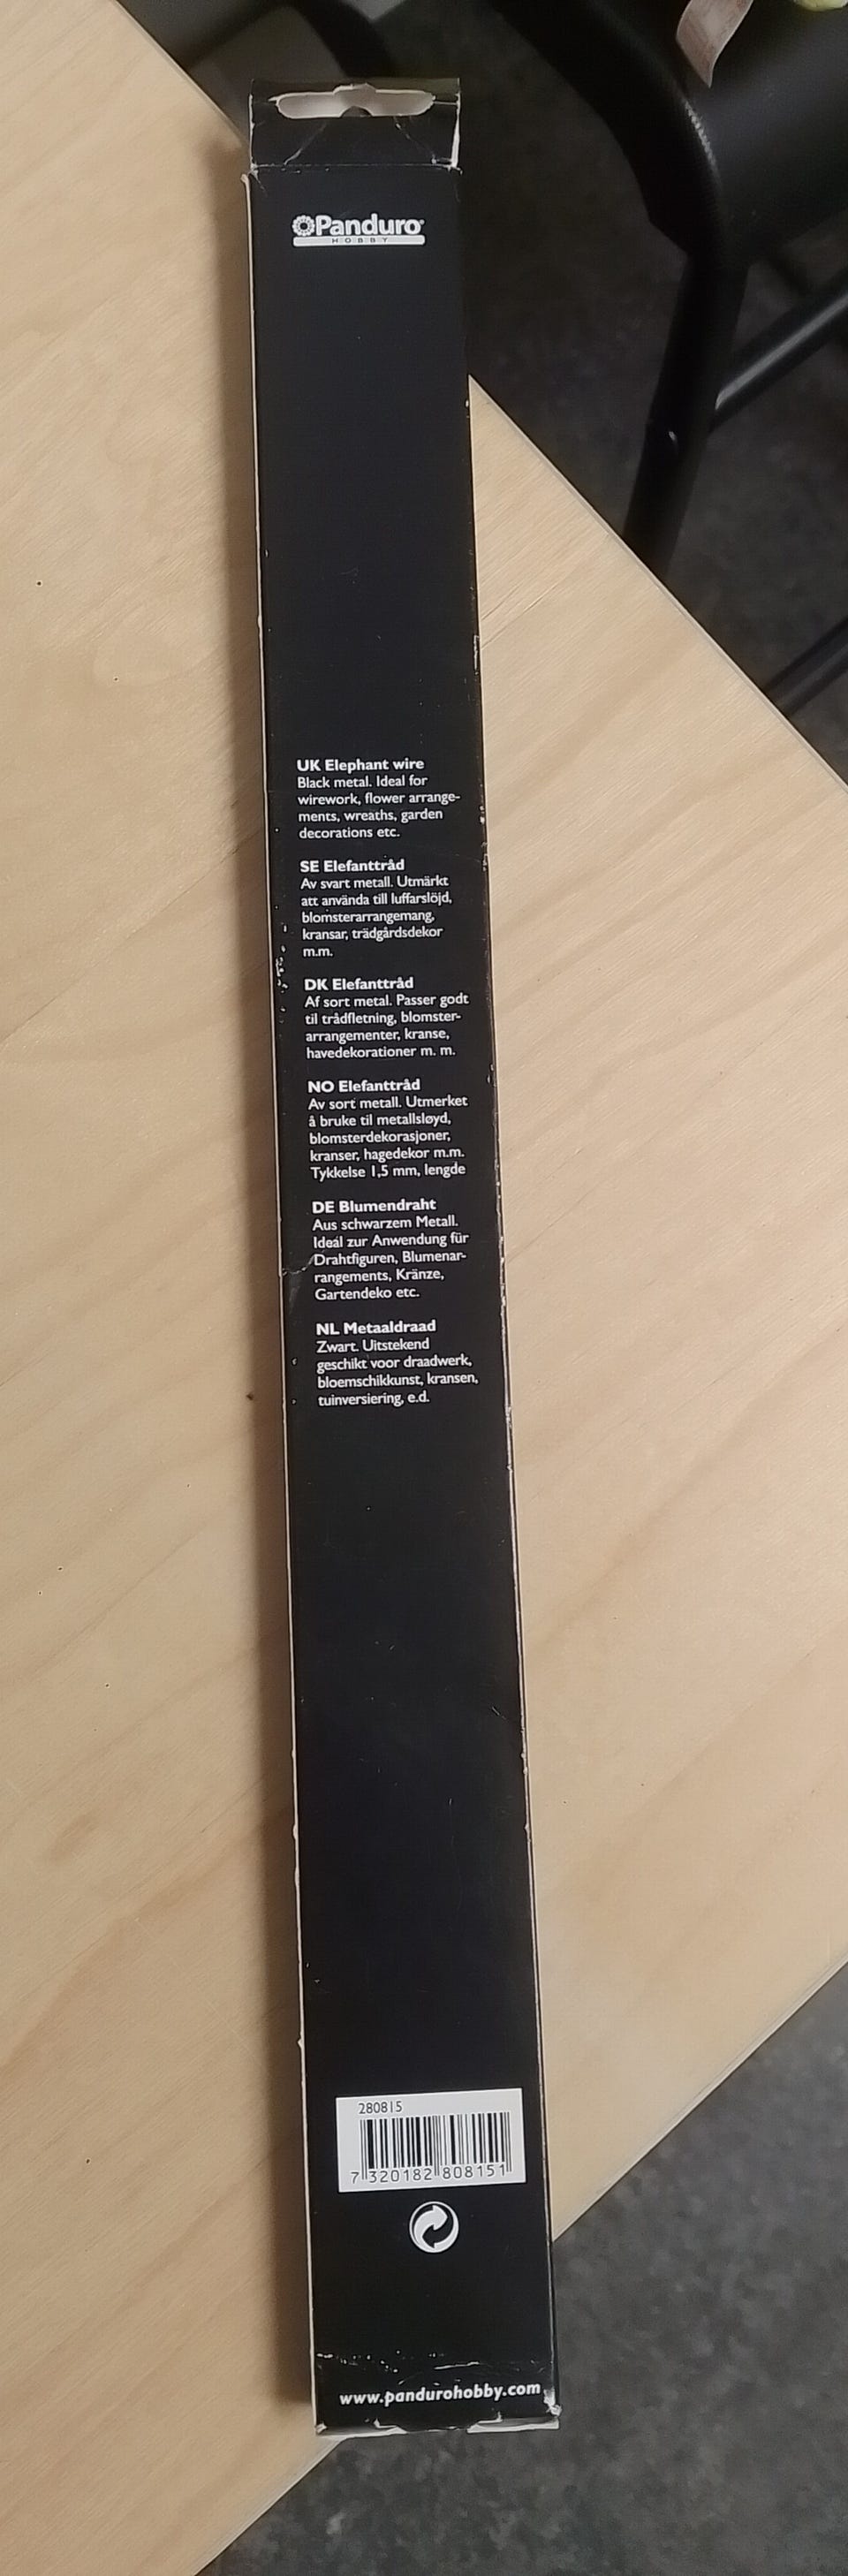 Panduro
HOBBY
UK Elephant wire
Black metal. Ideal for
wirework, flower arrange-
ments, wreaths, garden
decorations etc.
SE Elefanttråd
Av svart metall. Utmärkt
att använda till luffarslöjd,
blomsterarrangemang,
kransar, trädgårdsdekor
m.m.
DK Elefanttråd
Af sort metal. Passer godt
til trådfletning, blomster-
arrangementer, kranse,
havedekorationer m. m.
NO Elefanttråd
Av sort metall. Utmerket
å bruke til metallsløyd,
blomsterdekorasjoner,
kranser, hagedekor m.m.
Tykkelse 1,5 mm, lengde
DE Blumendraht
Aus schwarzem Metall.
Ideal zur Anwendung für
Drahtfiguren, Blumenar-
rangements, Kränze,
Gartendeko etc.
NL Metaaldraad
Zwart. Uitstekend
geschikt voor draadwerk,
bloemschikkunst, kransen,
tuinversiering, e.d.
280815
7 320182 808151
www.pandurohobby.com